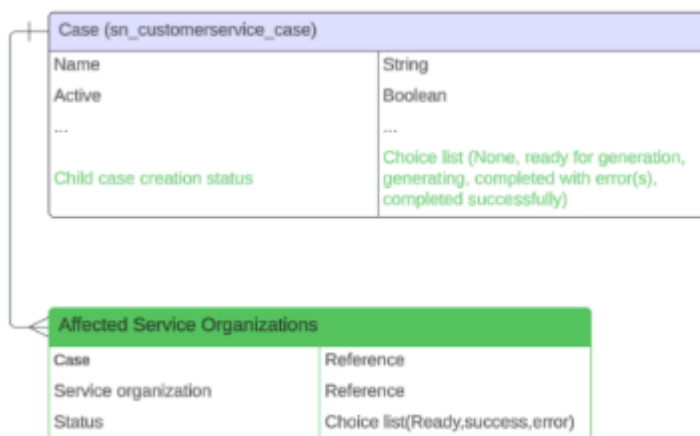 Case (sn_customerservice_case)
Name String
Active Boolean
... ...
Child case creation status Choice list (None, ready for generation,
generating, completed with error(s),
completed successfully)
Affected Service Organizations
Case Reference
Service organization Reference
Status Choice list(Ready,success,error)